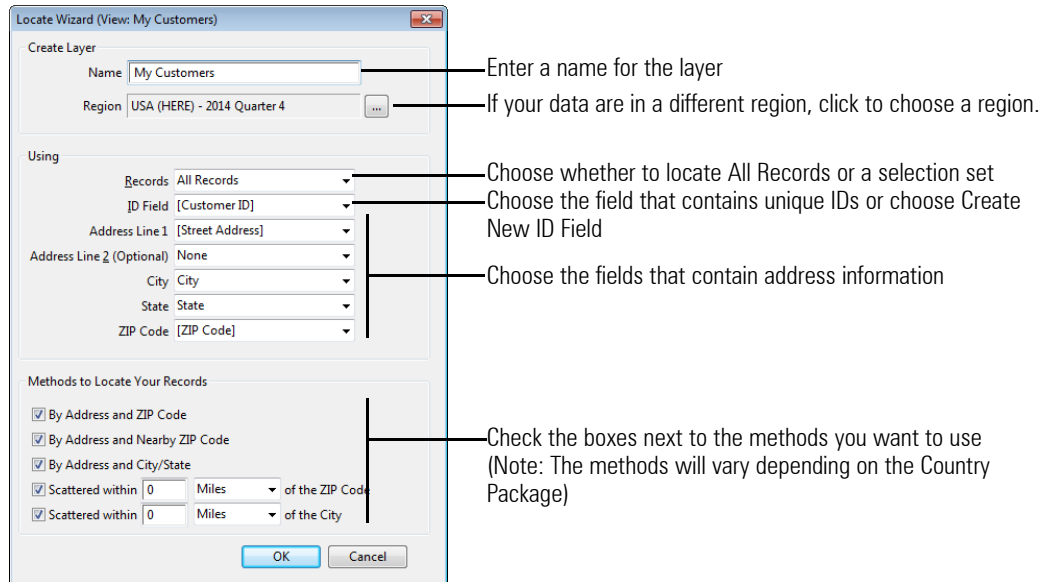 Locate Wizard (View: My Customers)
Create Layer
Name My Customers
Enter a name for the layer
Region USA (HERE) - 2014 Quarter 4 ...
If your data are in a different region, click to choose a region.
Using
Records All Records
Choose whether to locate All Records or a selection set
ID Field [Customer ID]
Choose the field that contains unique IDs or choose Create
New ID Field
Address Line 1 [Street Address]
Address Line 2 (Optional) None
City City
Choose the fields that contain address information
State State
ZIP Code [ZIP Code]
Methods to Locate Your Records
By Address and ZIP Code
By Address and Nearby ZIP Code
By Address and City/State
Scattered within 0 Miles of the ZIP Code
Scattered within 0 Miles of the City
Check the boxes next to the methods you want to use
(Note: The methods will vary depending on the Country
Package)
OK Cancel